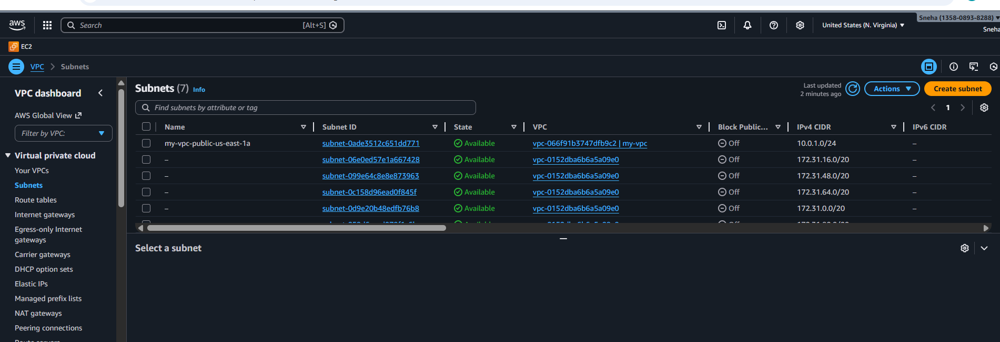 aws
Search [Alt+S]
United States (N. Virginia)
Sneha (1358-0893-8288)
Sneha
EC2
VPC > Subnets
VPC dashboard
AWS Global View
Filter by VPC:
Virtual private cloud
Your VPCs
Subnets
Route tables
Internet gateways
Egress-only Internet
gateways
Carrier gateways
DHCP option sets
Elastic IPs
Managed prefix lists
NAT gateways
Peering connections
Subnets (7) Info
Last updated
2 minutes ago
Actions
Create subnet
Find subnets by attribute or tag
1
Name Subnet ID State VPC Block Public... IPv4 CIDR IPv6 CIDR
my-vpc-public-us-east-1a subnet-0ade3512c651dd771 Available vpc-066f91b3747dfb9c2 | my-vpc Off 10.0.1.0/24 –
– subnet-06e0ed57e1a667428 Available vpc-0152dba6b6a5a09e0 Off 172.31.16.0/20 –
– subnet-099e64c8e8e873963 Available vpc-0152dba6b6a5a09e0 Off 172.31.48.0/20 –
– subnet-0c158d96ead0f845f Available vpc-0152dba6b6a5a09e0 Off 172.31.64.0/20 –
– subnet-0d9e20b48edfb76b8 Available vpc-0152dba6b6a5a09e0 Off 172.31.0.0/20 –
Select a subnet